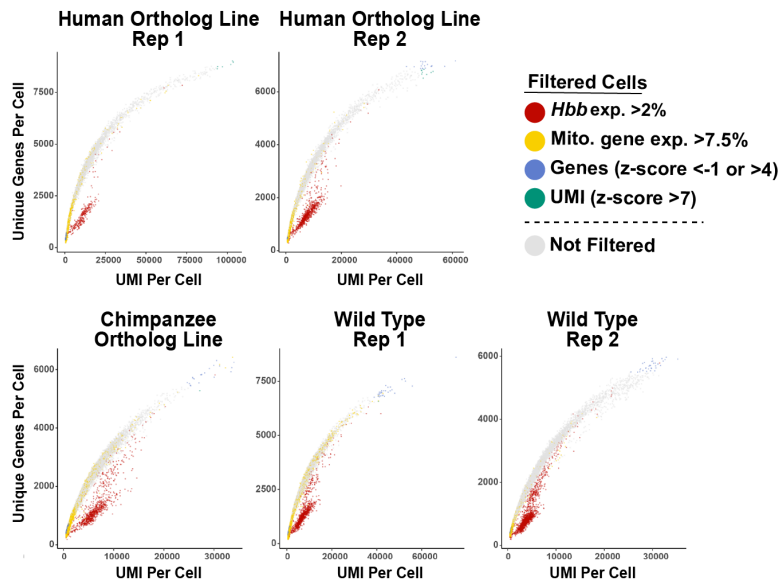 Human Ortholog Line
Rep 1
Human Ortholog Line
Rep 2
Unique Genes Per Cell
7500
5000
2500
0
0
25000
50000
75000
100000
UMI Per Cell
6000
4000
2000
0
0
20000
40000
60000
UMI Per Cell
Filtered Cells
Hbb exp. >2%
Mito. gene exp. >7.5%
Genes (z-score <-1 or >4)
UMI (z-score >7)
Not Filtered
Chimpanzee
Ortholog Line
Wild Type
Rep 1
Wild Type
Rep 2
Unique Genes Per Cell
6000
4000
2000
0
0
10000
20000
30000
UMI Per Cell
7500
5000
2500
0
0
20000
40000
60000
UMI Per Cell
6000
4000
2000
0
0
10000
20000
30000
UMI Per Cell